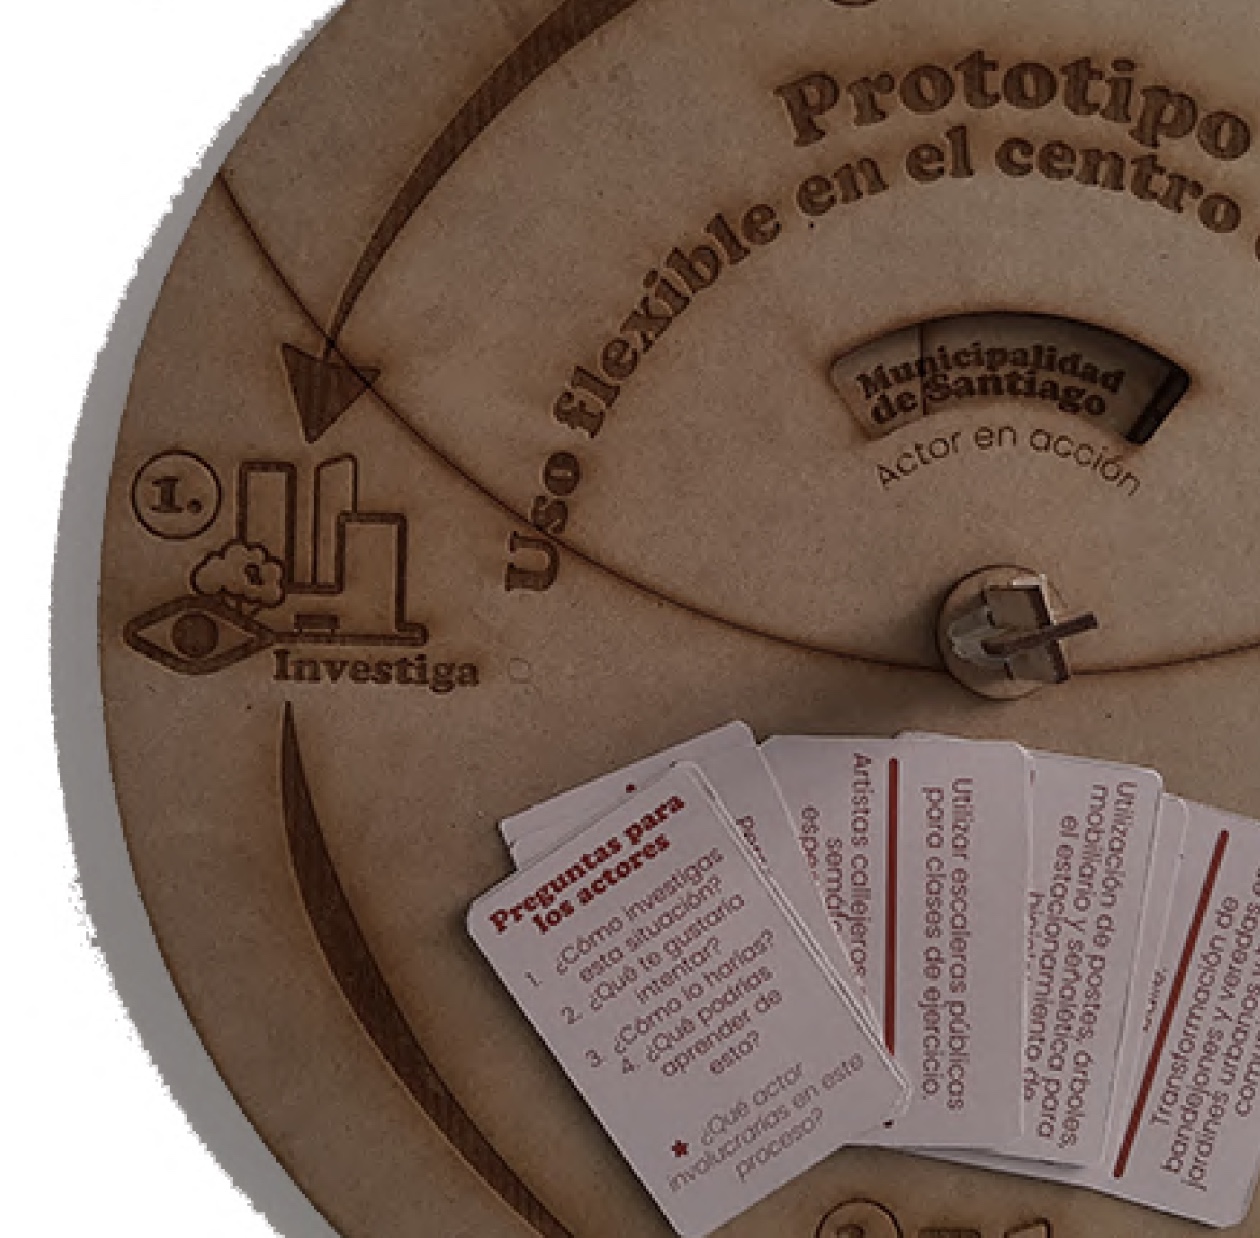 Prototipo
Uso flexible en el centro
Municipalidad
de Santiago
Actor en acción
1.
Investiga
Preguntas para
los actores
1. ¿Cómo investigas
esta situación?
2. ¿Qué te gustaría
intentar?
3. ¿Cómo lo harías?
4. ¿Qué podrías
aprender de
esto?
* ¿Qué actor
involucrarías en este
proceso?
Artistas callejeros
Utilizar escaleras públicas
para clases de ejercicio.
Utilización de postes, árboles,
mobiliario y señalética para
el estacionamiento de
Transformación de
bandejones y veredas
jardines urbanos